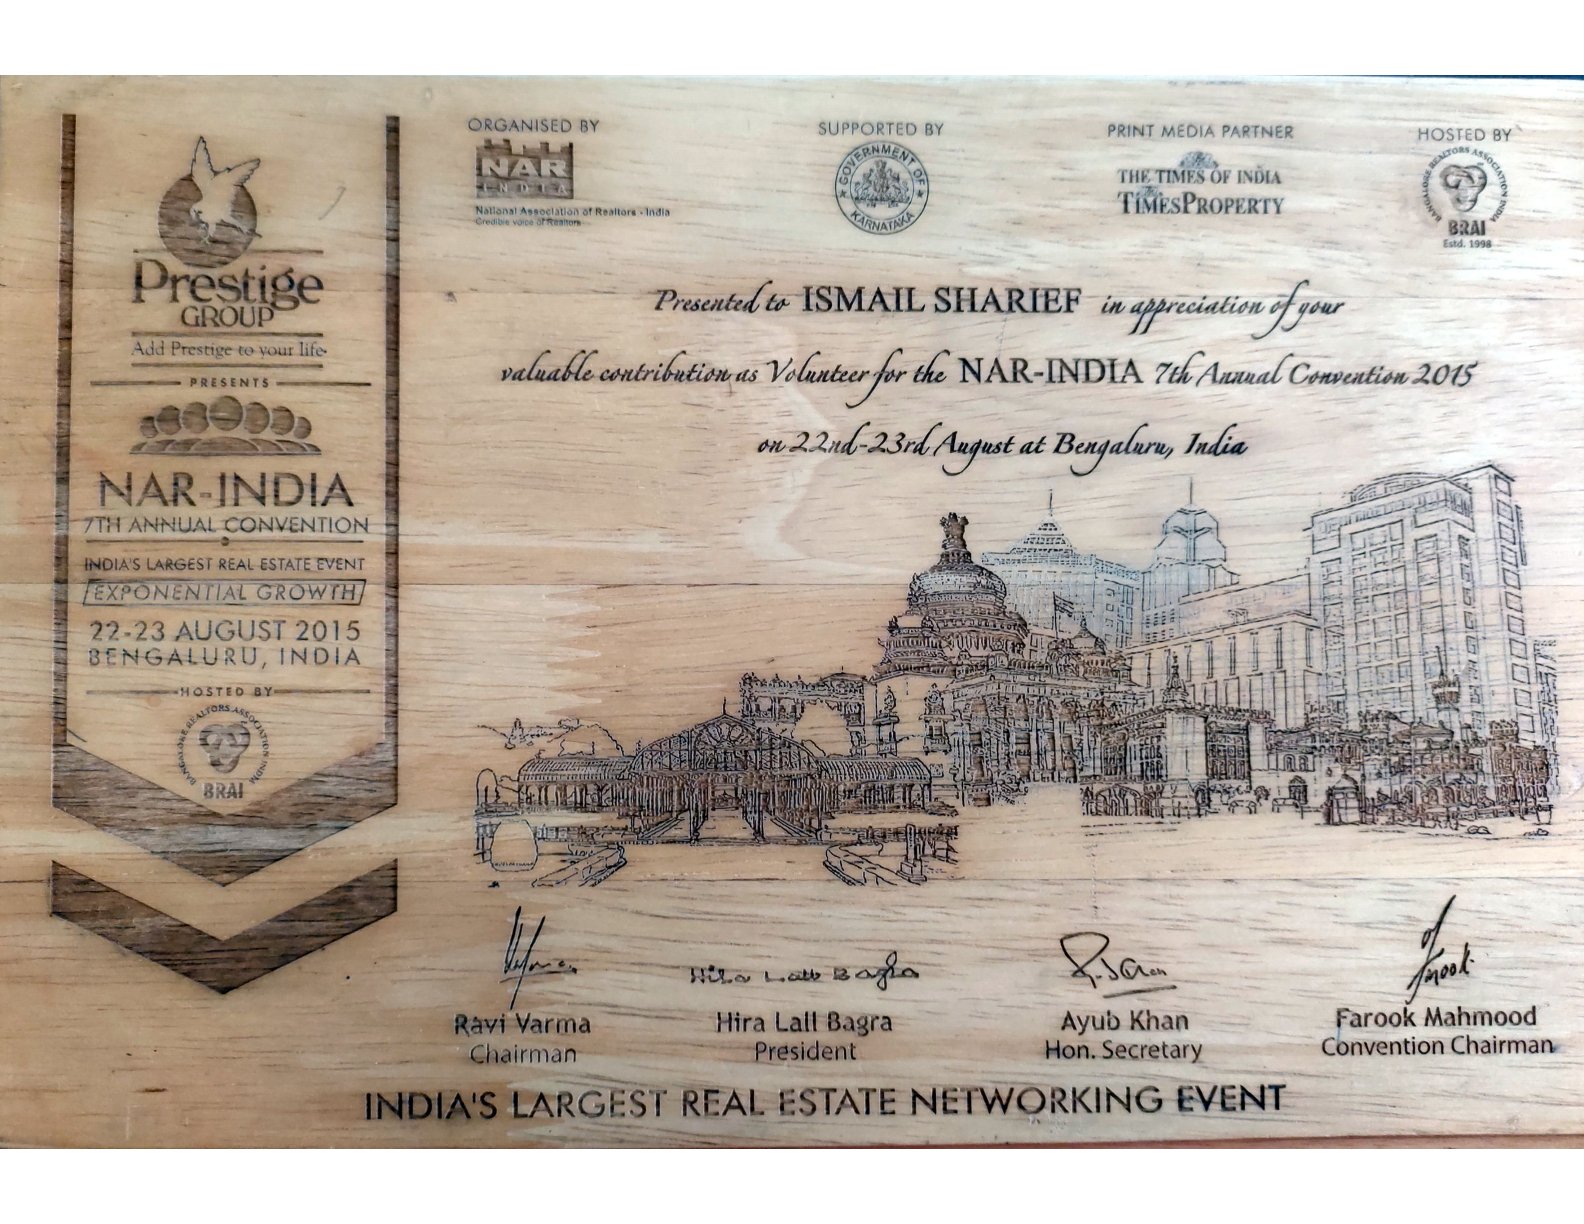 Prestige
GROUP
Add Prestige to your life
PRESENTS
NAR-INDIA
7TH ANNUAL CONVENTION
INDIA'S LARGEST REAL ESTATE EVENT
EXPONENTIAL GROWTH
22-23 AUGUST 2015
BENGALURU, INDIA
HOSTED BY
BANGALORE REALTORS ASSOCIATION INDIA
BRAI
ORGANISED BY
NAR
INDIA
National Association of Realtors - India
Credible voice of Realtors
SUPPORTED BY
GOVERNMENT OF
KARNATAKA
PRINT MEDIA PARTNER
THE TIMES OF INDIA
TIMESPROPERTY
HOSTED BY
BANGALORE REALTORS ASSOCIATION INDIA
BRAI
Estd. 1998
Presented to ISMAIL SHARIEF in appreciation of your
valuable contribution as Volunteer for the NAR-INDIA 7th Annual Convention 2015
on 22nd-23rd August at Bengaluru, India
Hira Lall Bagra
Farook
Ravi Varma
Chairman
Hira Lall Bagra
President
Ayub Khan
Hon. Secretary
Farook Mahmood
Convention Chairman
INDIA'S LARGEST REAL ESTATE NETWORKING EVENT